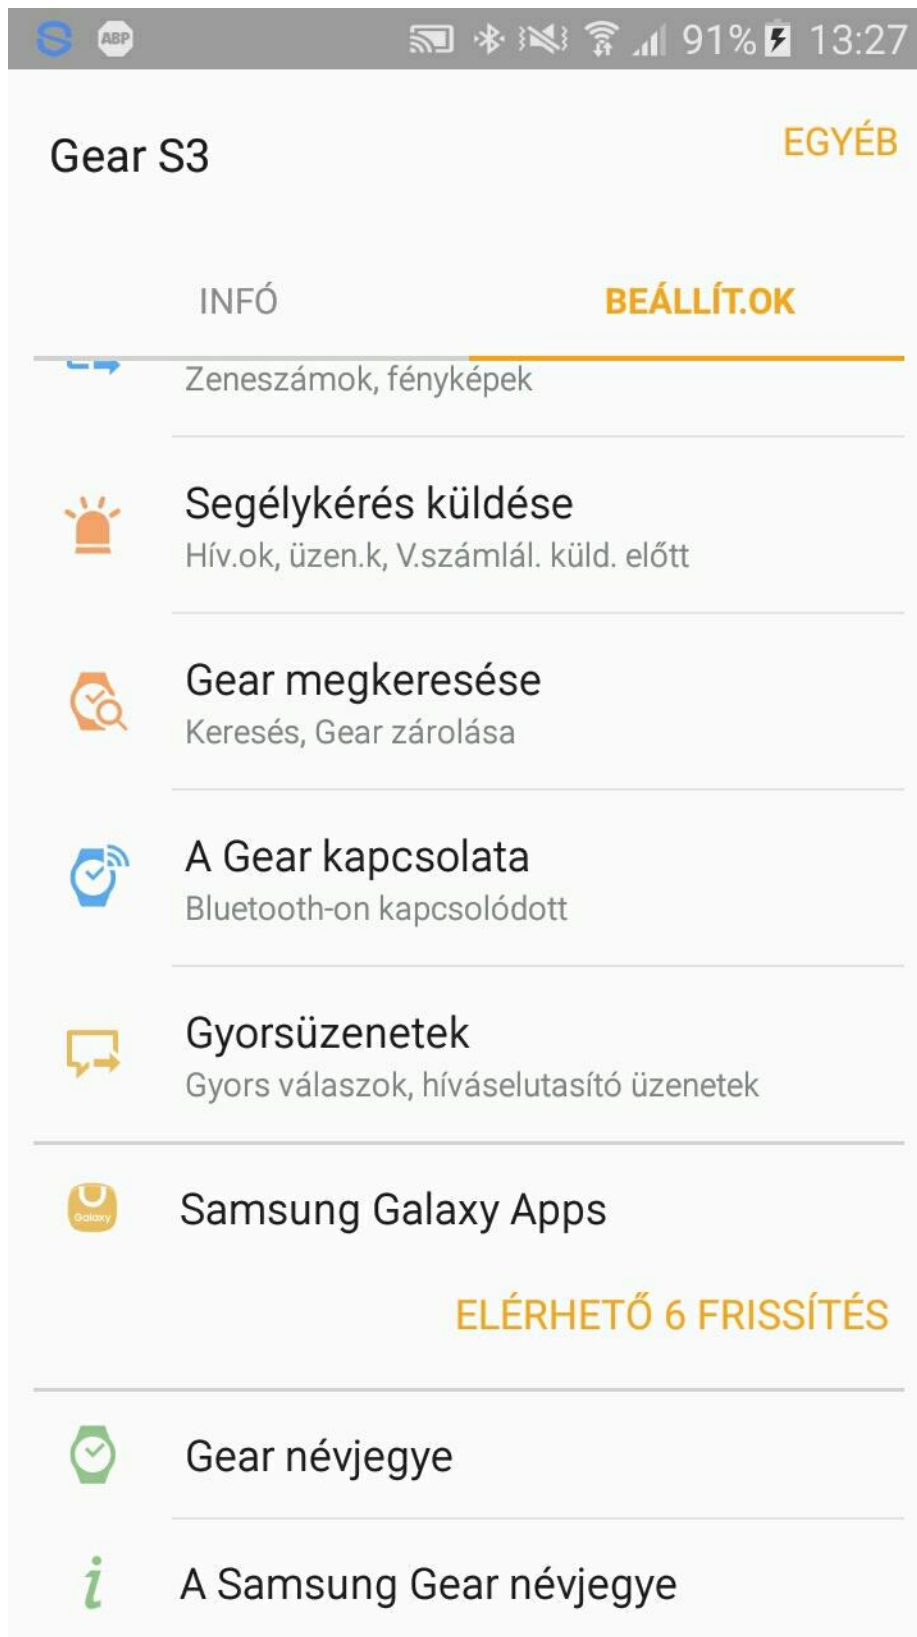 ABP 91% 13:27
Gear S3
EGYÉB
INFÓ
BEÁLLÍT.OK
Zeneszámok, fényképek
Segélykérés küldése
Hív.ok, üzen.k, V.számlál. küld. előtt
Gear megkeresése
Keresés, Gear zárolása
A Gear kapcsolata
Bluetooth-on kapcsolódott
Gyorsüzenetek
Gyors válaszok, híváselutasító üzenetek
Galaxy
Samsung Galaxy Apps
ELÉRHETŐ 6 FRISSÍTÉS
Gear névjegye
A Samsung Gear névjegye